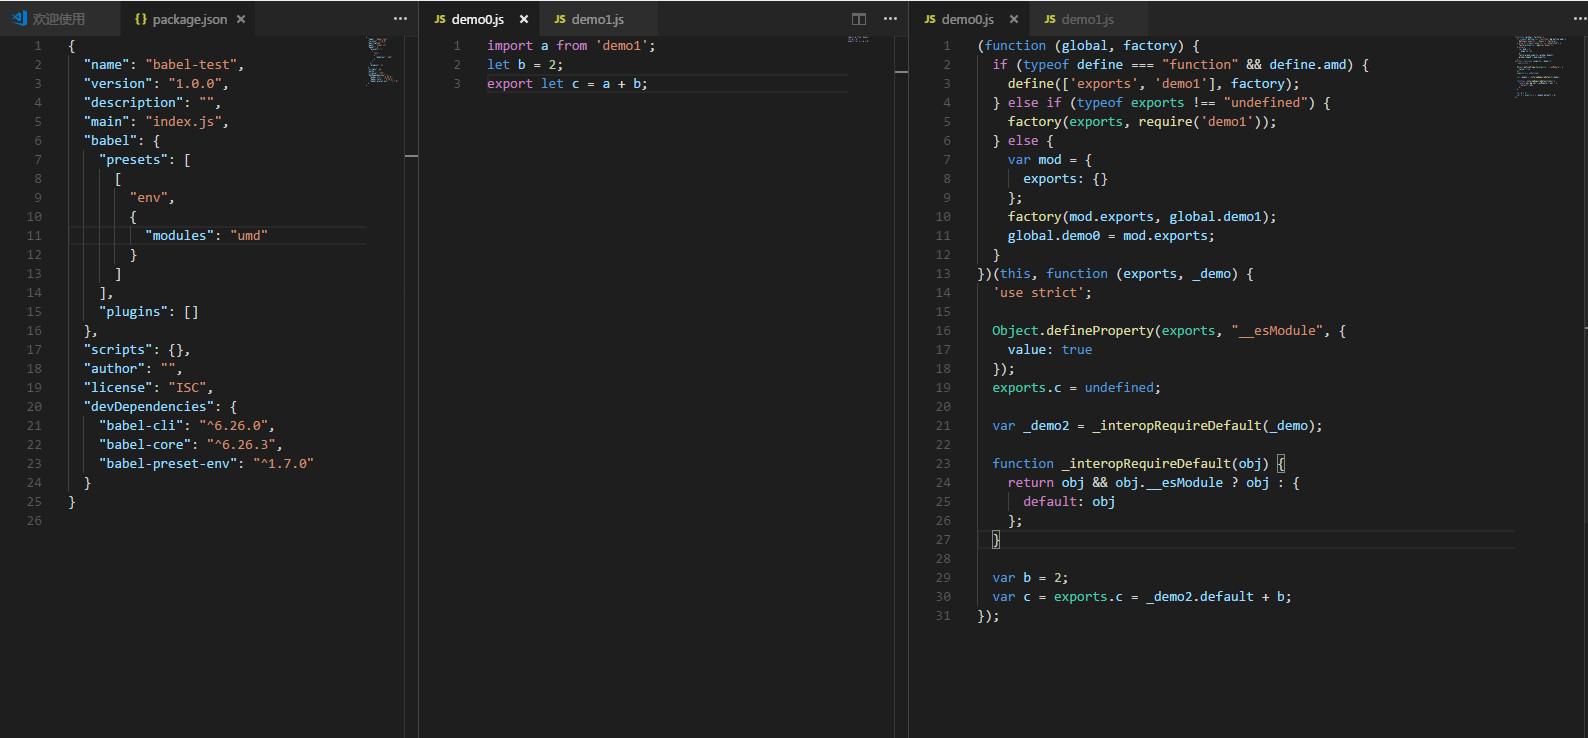 欢迎使用
{} package.json ×
1 {
2 "name": "babel-test",
3 "version": "1.0.0",
4 "description": "",
5 "main": "index.js",
6 "babel": {
7 "presets": [
8 [
9 "env",
10 {
11 "modules": "umd"
12 }
13 ]
14 ],
15 "plugins": []
16 },
17 "scripts": {},
18 "author": "",
19 "license": "ISC",
20 "devDependencies": {
21 "babel-cli": "^6.26.0",
22 "babel-core": "^6.26.3",
23 "babel-preset-env": "^1.7.0"
24 }
25 }
26
JS demo0.js ×
JS demo1.js
1 import a from 'demo1';
2 let b = 2;
3 export let c = a + b;
JS demo0.js ×
JS demo1.js
1 (function (global, factory) {
2 if (typeof define === "function" && define.amd) {
3 define(['exports', 'demo1'], factory);
4 } else if (typeof exports !== "undefined") {
5 factory(exports, require('demo1'));
6 } else {
7 var mod = {
8 exports: {}
9 };
10 factory(mod.exports, global.demo1);
11 global.demo0 = mod.exports;
12 }
13 })(this, function (exports, _demo) {
14 'use strict';
15
16 Object.defineProperty(exports, "__esModule", {
17 value: true
18 });
19 exports.c = undefined;
20
21 var _demo2 = _interopRequireDefault(_demo);
22
23 function _interopRequireDefault(obj) {
24 return obj && obj.__esModule ? obj : {
25 default: obj
26 };
27 }
28
29 var b = 2;
30 var c = exports.c = _demo2.default + b;
31 });